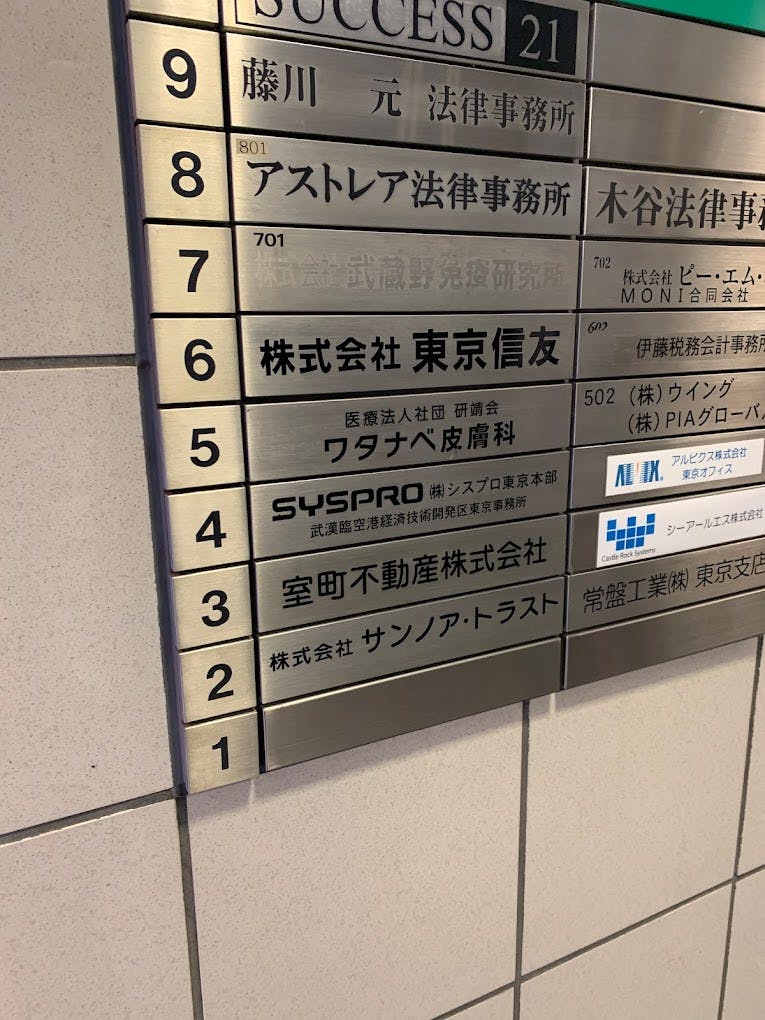 SUCCESS 21
9 藤川 元 法律事務所
8 801 アストレア法律事務所
木谷法律事
7 701 株式会社 武蔵野免疫研究所
702
株式会社 ピー・エム・
MONI合同会社
6 株式会社 東京信友
602 伊藤税務会計事務所
5 医療法人社団 研靖会
ワタナベ皮膚科
502 (株)ウイング
(株)PIAグローバル
4 SYSPRO (株)シスプロ東京本部
武漢臨空港経済技術開発区東京事務所
アルピクス株式会社
東京オフィス
3 室町不動産株式会社
Castle Rock Systems シーアールエス株式会社
2 株式会社 サンノア・トラスト
常盤工業(株) 東京支店
1